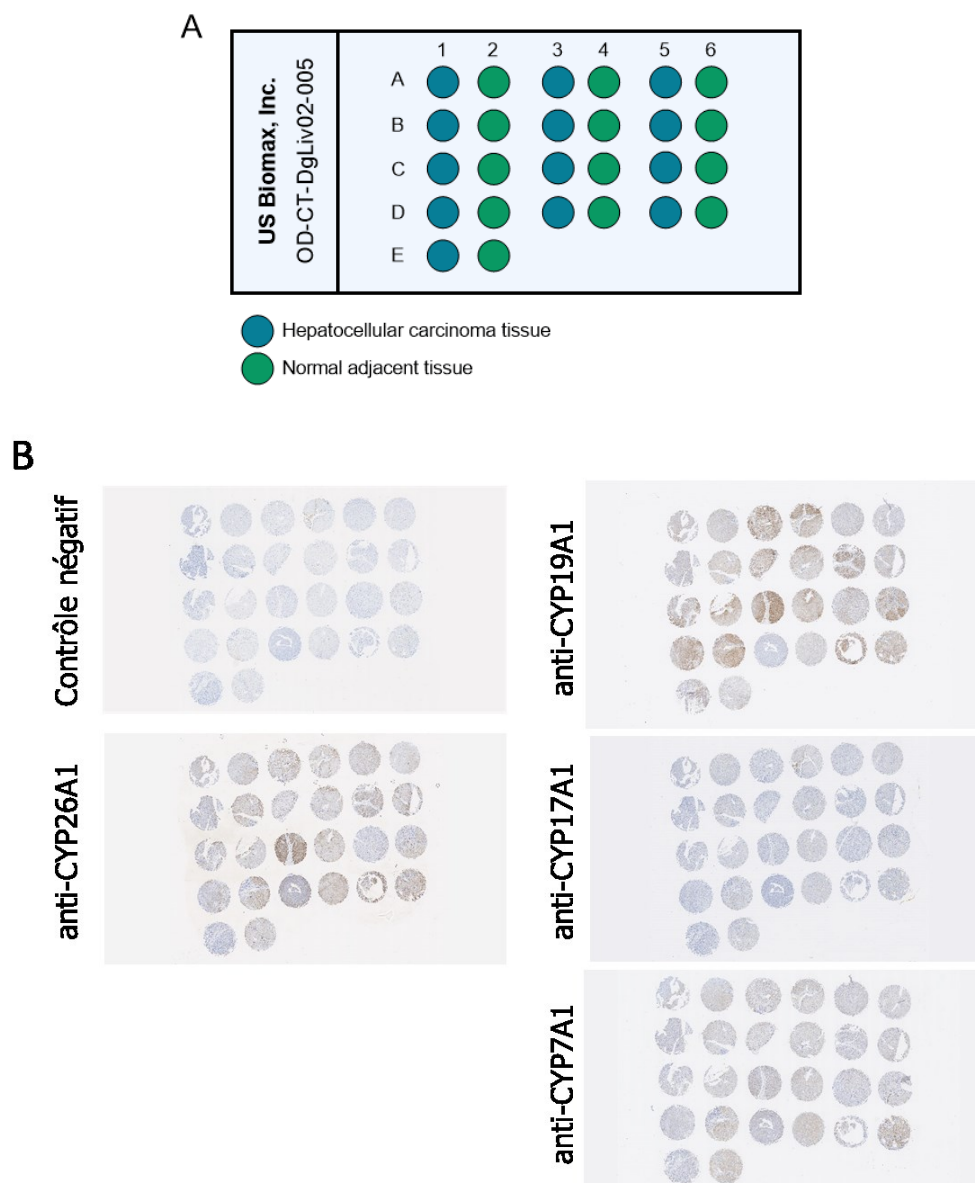 A
US Biomax, Inc.
OD-CT-DgLiv02-005
1 2 3 4 5 6
A
B
C
D
E
Hepatocellular carcinoma tissue
Normal adjacent tissue
B
Contrôle négatif
anti-CYP19A1
anti-CYP26A1
anti-CYP17A1
anti-CYP7A1